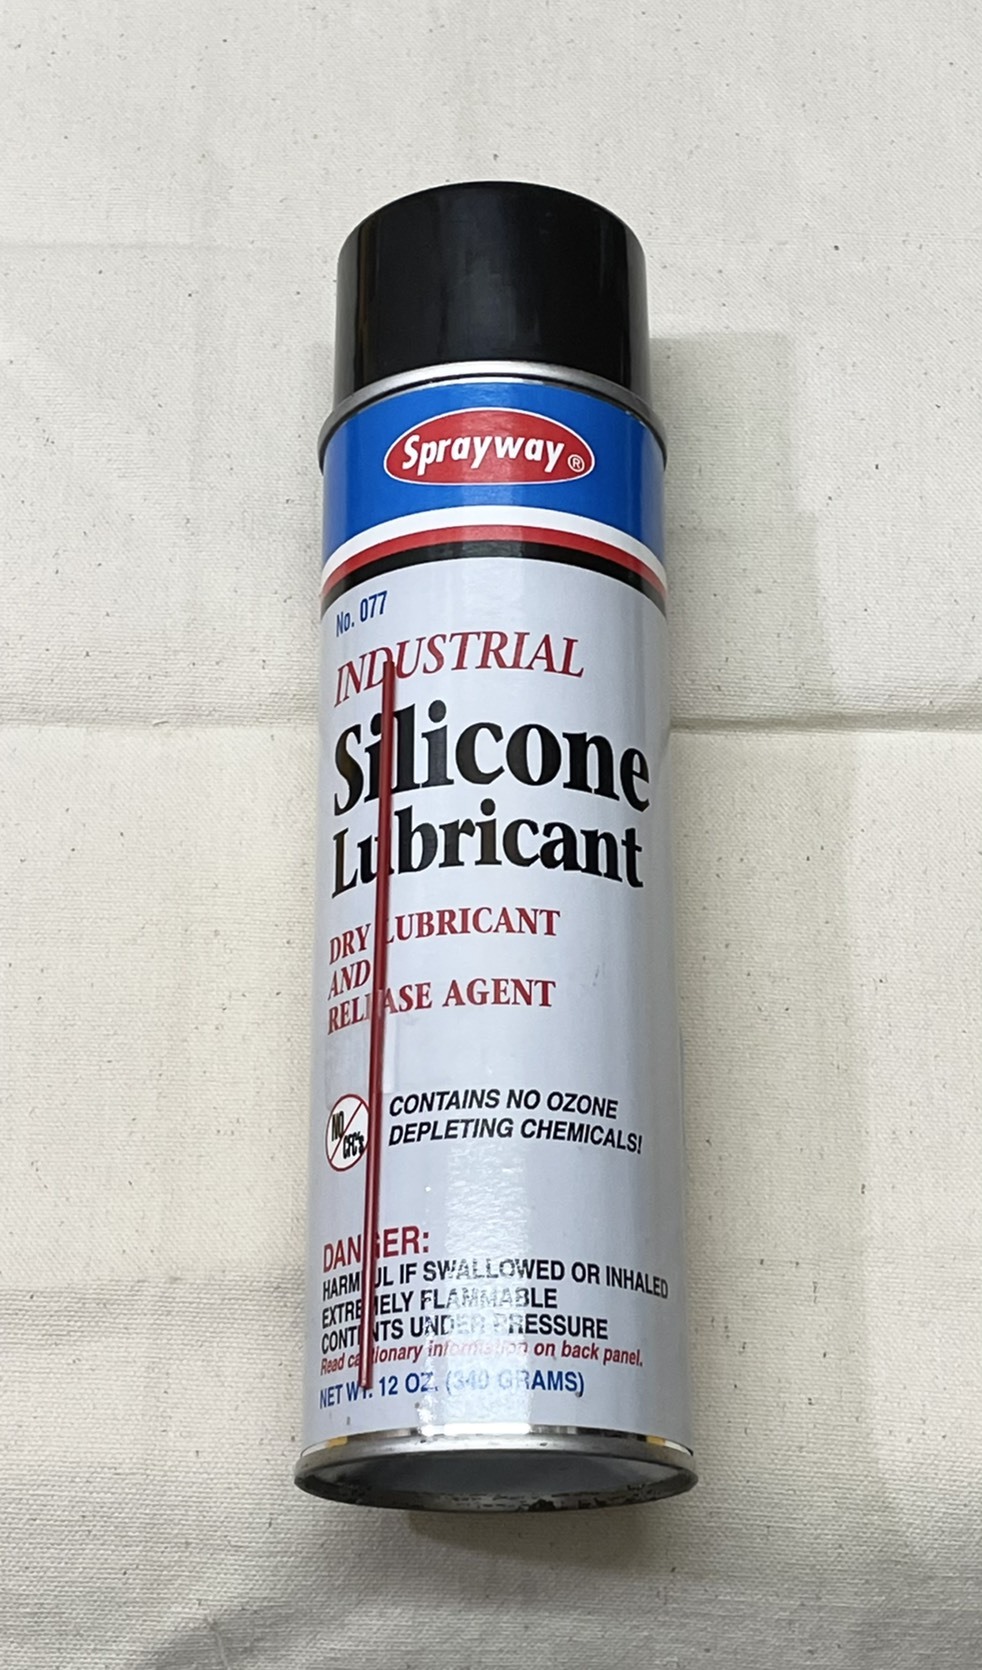 Sprayway®
No. 077
INDUSTRIAL
Silicone
Lubricant
DRY LUBRICANT
AND
RELEASE AGENT
NO
CFC's
CONTAINS NO OZONE
DEPLETING CHEMICALS!
DANGER:
HARMFUL IF SWALLOWED OR INHALED
EXTREMELY FLAMMABLE
CONTENTS UNDER PRESSURE
Read cautionary information on back panel.
NET WT. 12 OZ. (340 GRAMS)